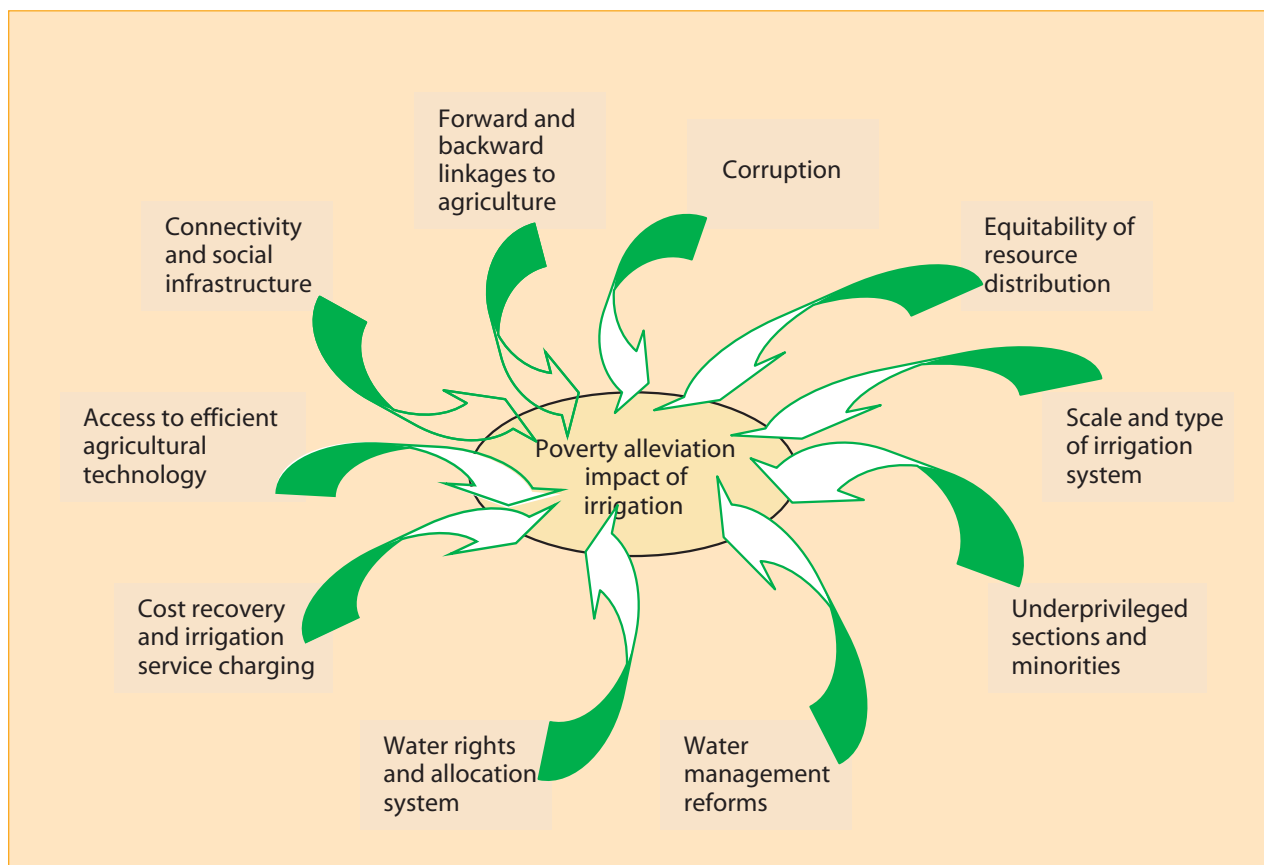 Forward and
backward
linkages to
agriculture
Corruption
Connectivity
and social
infrastructure
Equitability of
resource
distribution
Access to efficient
agricultural
technology
Poverty alleviation
impact of
irrigation
Scale and type
of irrigation
system
Cost recovery
and irrigation
service charging
Underprivileged
sections and
minorities
Water rights
and allocation
system
Water
management
reforms